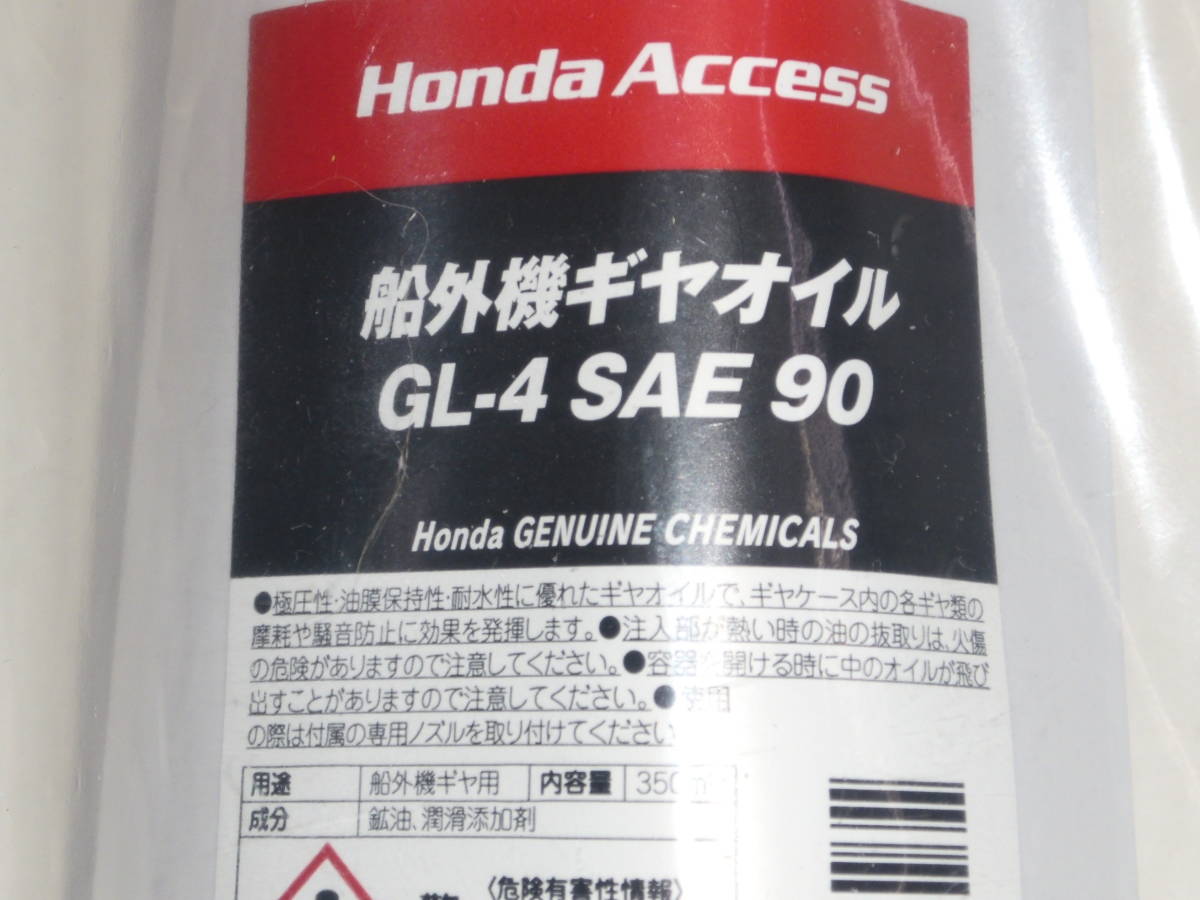 Honda Access
船外機ギヤオイル
GL-4 SAE 90
Honda GENUINE CHEMICALS
●極圧性・油膜保持性・耐水性に優れたギヤオイルで、ギヤケース内の各ギヤ類の
摩耗や騒音防止に効果を発揮します。●注入部が熱い時の油の抜取りは、火傷
の危険がありますので注意してください。●容器を開ける時に中のオイルが飛び
出すことがありますので注意してください。●使用
の際は付属の専用ノズルを取り付けてください
用途 船外機ギヤ用 内容量 350m
成分 鉱油、潤滑添加剤
〈危険有害性情報〉